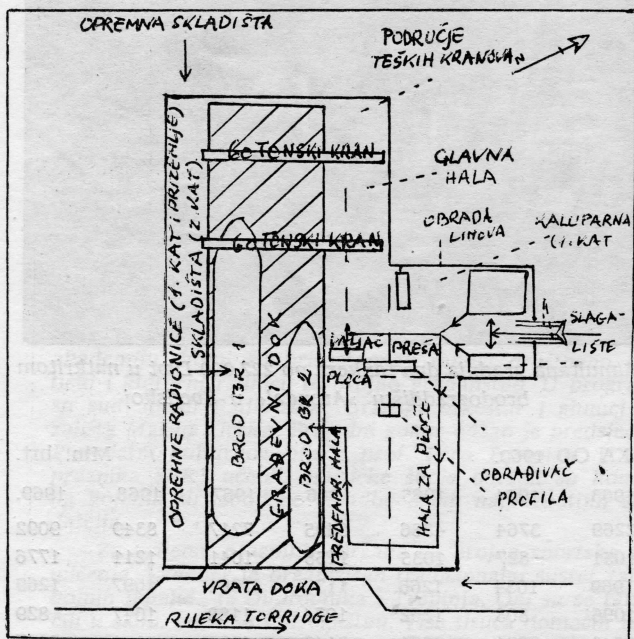 OPREMNA SKLADIŠTA
PODRUČJE
TEŠKIH KRANOVA
60 TONSKI KRAN
GLAVNA
HALA
60 TONSKI KRAN
OBRADA
LIMOVA
KALUPARNA
(1. KAT
SLAGA-
LIŠTE
PREŠA
PLOČA
OPREMNE RADIONICE (1. KAT I PRIZEMLJE)
SKLADIŠTA (2. KAT)
BROD BR. 1
GRAĐEVNI DOK
BROD BR. 2
PREDFABR. HALA
HALA ZA PLOČE
OBRAĐIVAČ
PROFILA
VRATA DOKA
RIJEKA TORRIDGE